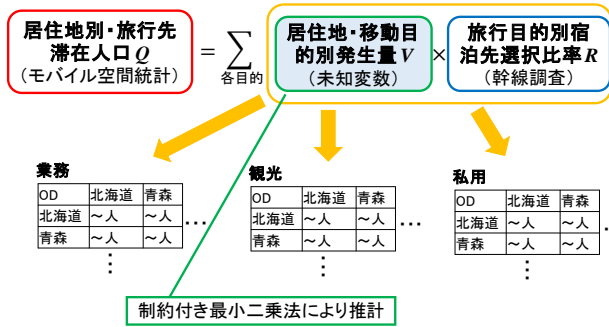 居住地別・旅行先
滞在人口Q
(モバイル空間統計)
=
∑
各目的
居住地・移動目
的別発生量V
(未知変数)
×
旅行目的別宿
泊先選択比率R
(幹線調査)
業務
OD 北海道 青森
北海道 ～人 ～人
青森 ～人 ～人
…
⋮
観光
OD 北海道 青森
北海道 ～人 ～人
青森 ～人 ～人
…
⋮
私用
OD 北海道 青森
北海道 ～人 ～人
青森 ～人 ～人
⋮
制約付き最小二乗法により推計